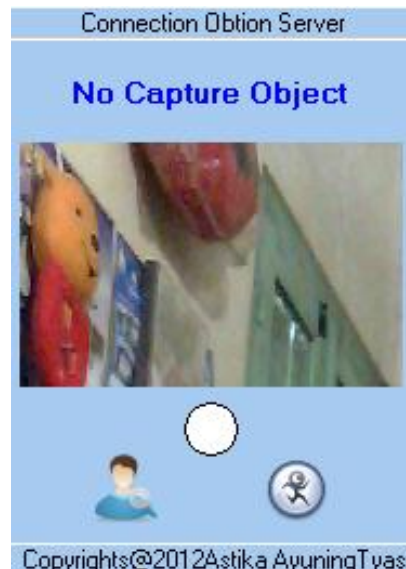 Connection Obtion Server
No Capture Object
Copyrights@2012Astika AyuningTyas